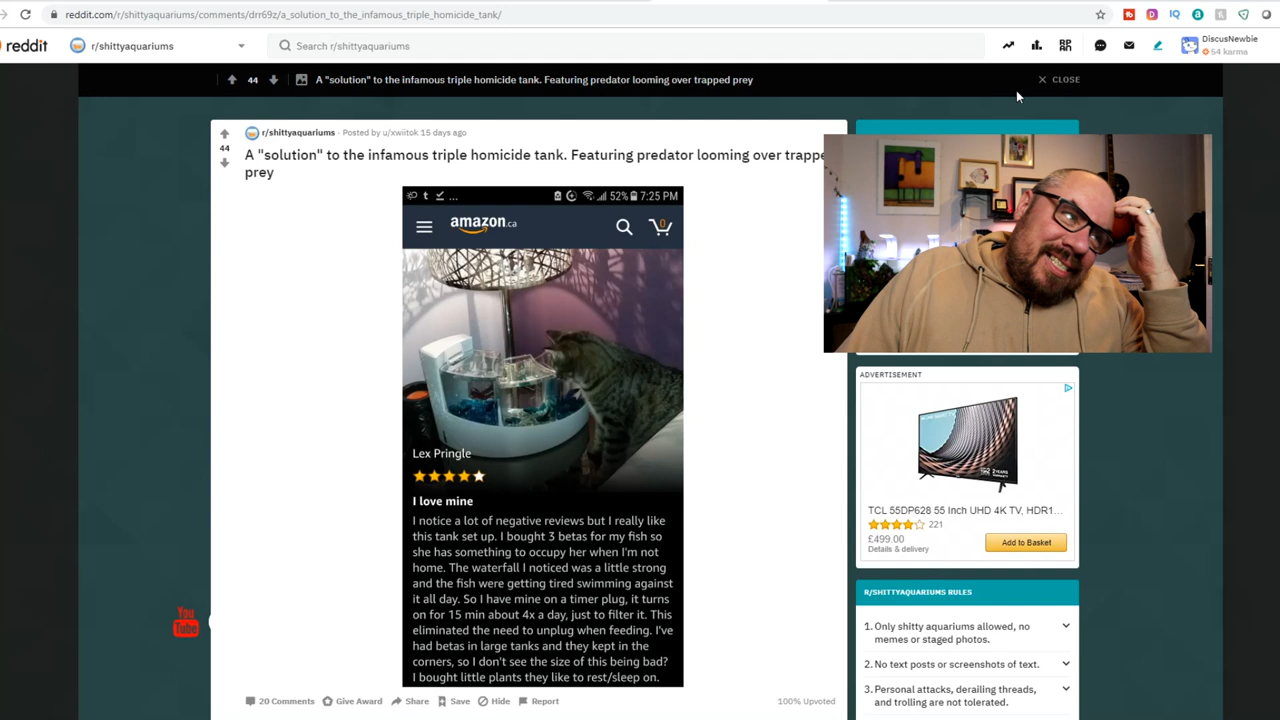 reddit.com/r/shittyaquariums/comments/drr69z/a_solution_to_the_infamous_triple_homicide_tank/
reddit
r/shittyaquariums
Search r/shittyaquariums
DiscusNewbie
54 karma
44
A "solution" to the infamous triple homicide tank. Featuring predator looming over trapped prey
CLOSE
r/shittyaquariums · Posted by u/xwiitok 15 days ago
44
A "solution" to the infamous triple homicide tank. Featuring predator looming over trappe
prey
52% 7:25 PM
amazon.ca
0
Lex Pringle
I love mine
I notice a lot of negative reviews but I really like
this tank set up. I bought 3 betas for my fish so
she has something to occupy her when I'm not
home. The waterfall I noticed was a little strong
and the fish were getting tired swimming against
it all day. So I have mine on a timer plug, it turns
on for 15 min about 4x a day, just to filter it. This
eliminated the need to unplug when feeding. I've
had betas in large tanks and they kept in the
corners, so I don't see the size of this being bad?
I bought little plants they like to rest/sleep on.
20 Comments Give Award Share Save Hide Report
100% Upvoted
ADVERTISEMENT
TCL 55DP628 55 Inch UHD 4K TV, HDR1...
221
£499.00
Details & delivery
Add to Basket
R/SHITTYAQUARIUMS RULES
1. Only shitty aquariums allowed, no
memes or staged photos.
2. No text posts or screenshots of text.
3. Personal attacks, derailing threads,
and trolling are not tolerated.
You
Tube